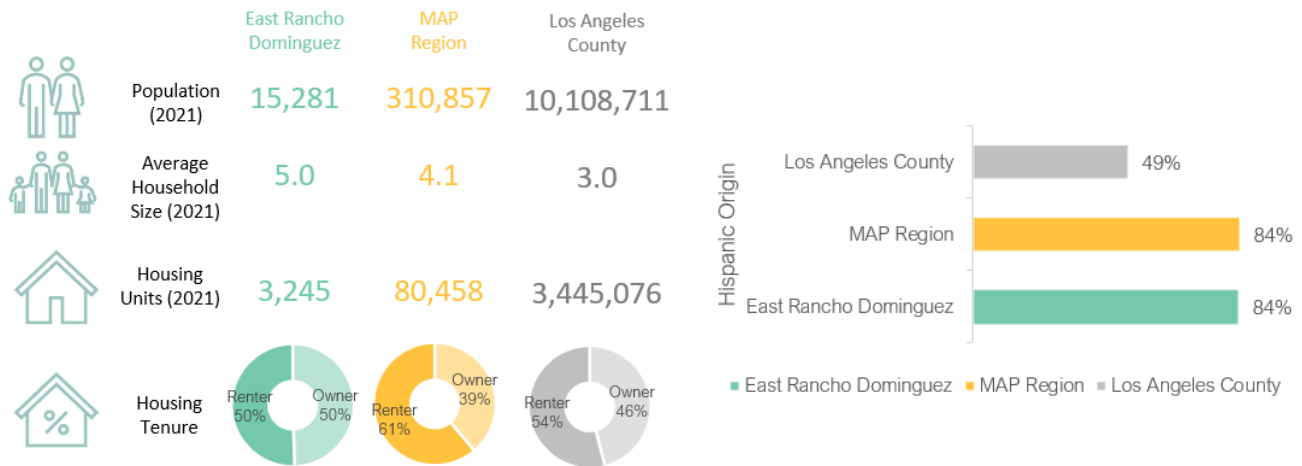 East Rancho
Dominguez
MAP
Region
Los Angeles
County
Population
(2021)
15,281
310,857
10,108,711
Average
Household
Size (2021)
5.0
4.1
3.0
Housing
Units (2021)
3,245
80,458
3,445,076
Housing
Tenure
%
Renter
50%
Owner
50%
Renter
61%
Owner
39%
Renter
54%
Owner
46%
Hispanic Origin
Los Angeles County
49%
MAP Region
84%
East Rancho Dominguez
84%
East Rancho Dominguez MAP Region Los Angeles County